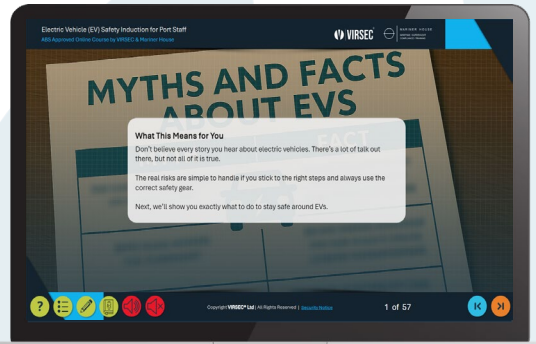 Electric Vehicle (EV) Safety Induction for Port Staff
ABS Approved Online Course by VIRSEC & Mariner House
VIRSEC
MARINER HOUSE
MYTHS AND FACTS
ABOUT EVS
FACT
What This Means for You
Don't believe every story you hear about electric vehicles. There's a lot of talk out
there, but not all of it is true.
The real risks are simple to handle if you stick to the right steps and always use the
correct safety gear.
Next, we'll show you exactly what to do to stay safe around EVs.
?
Copyright VIRSEC® Ltd | All Rights Reserved | Security Notice
1 of 57